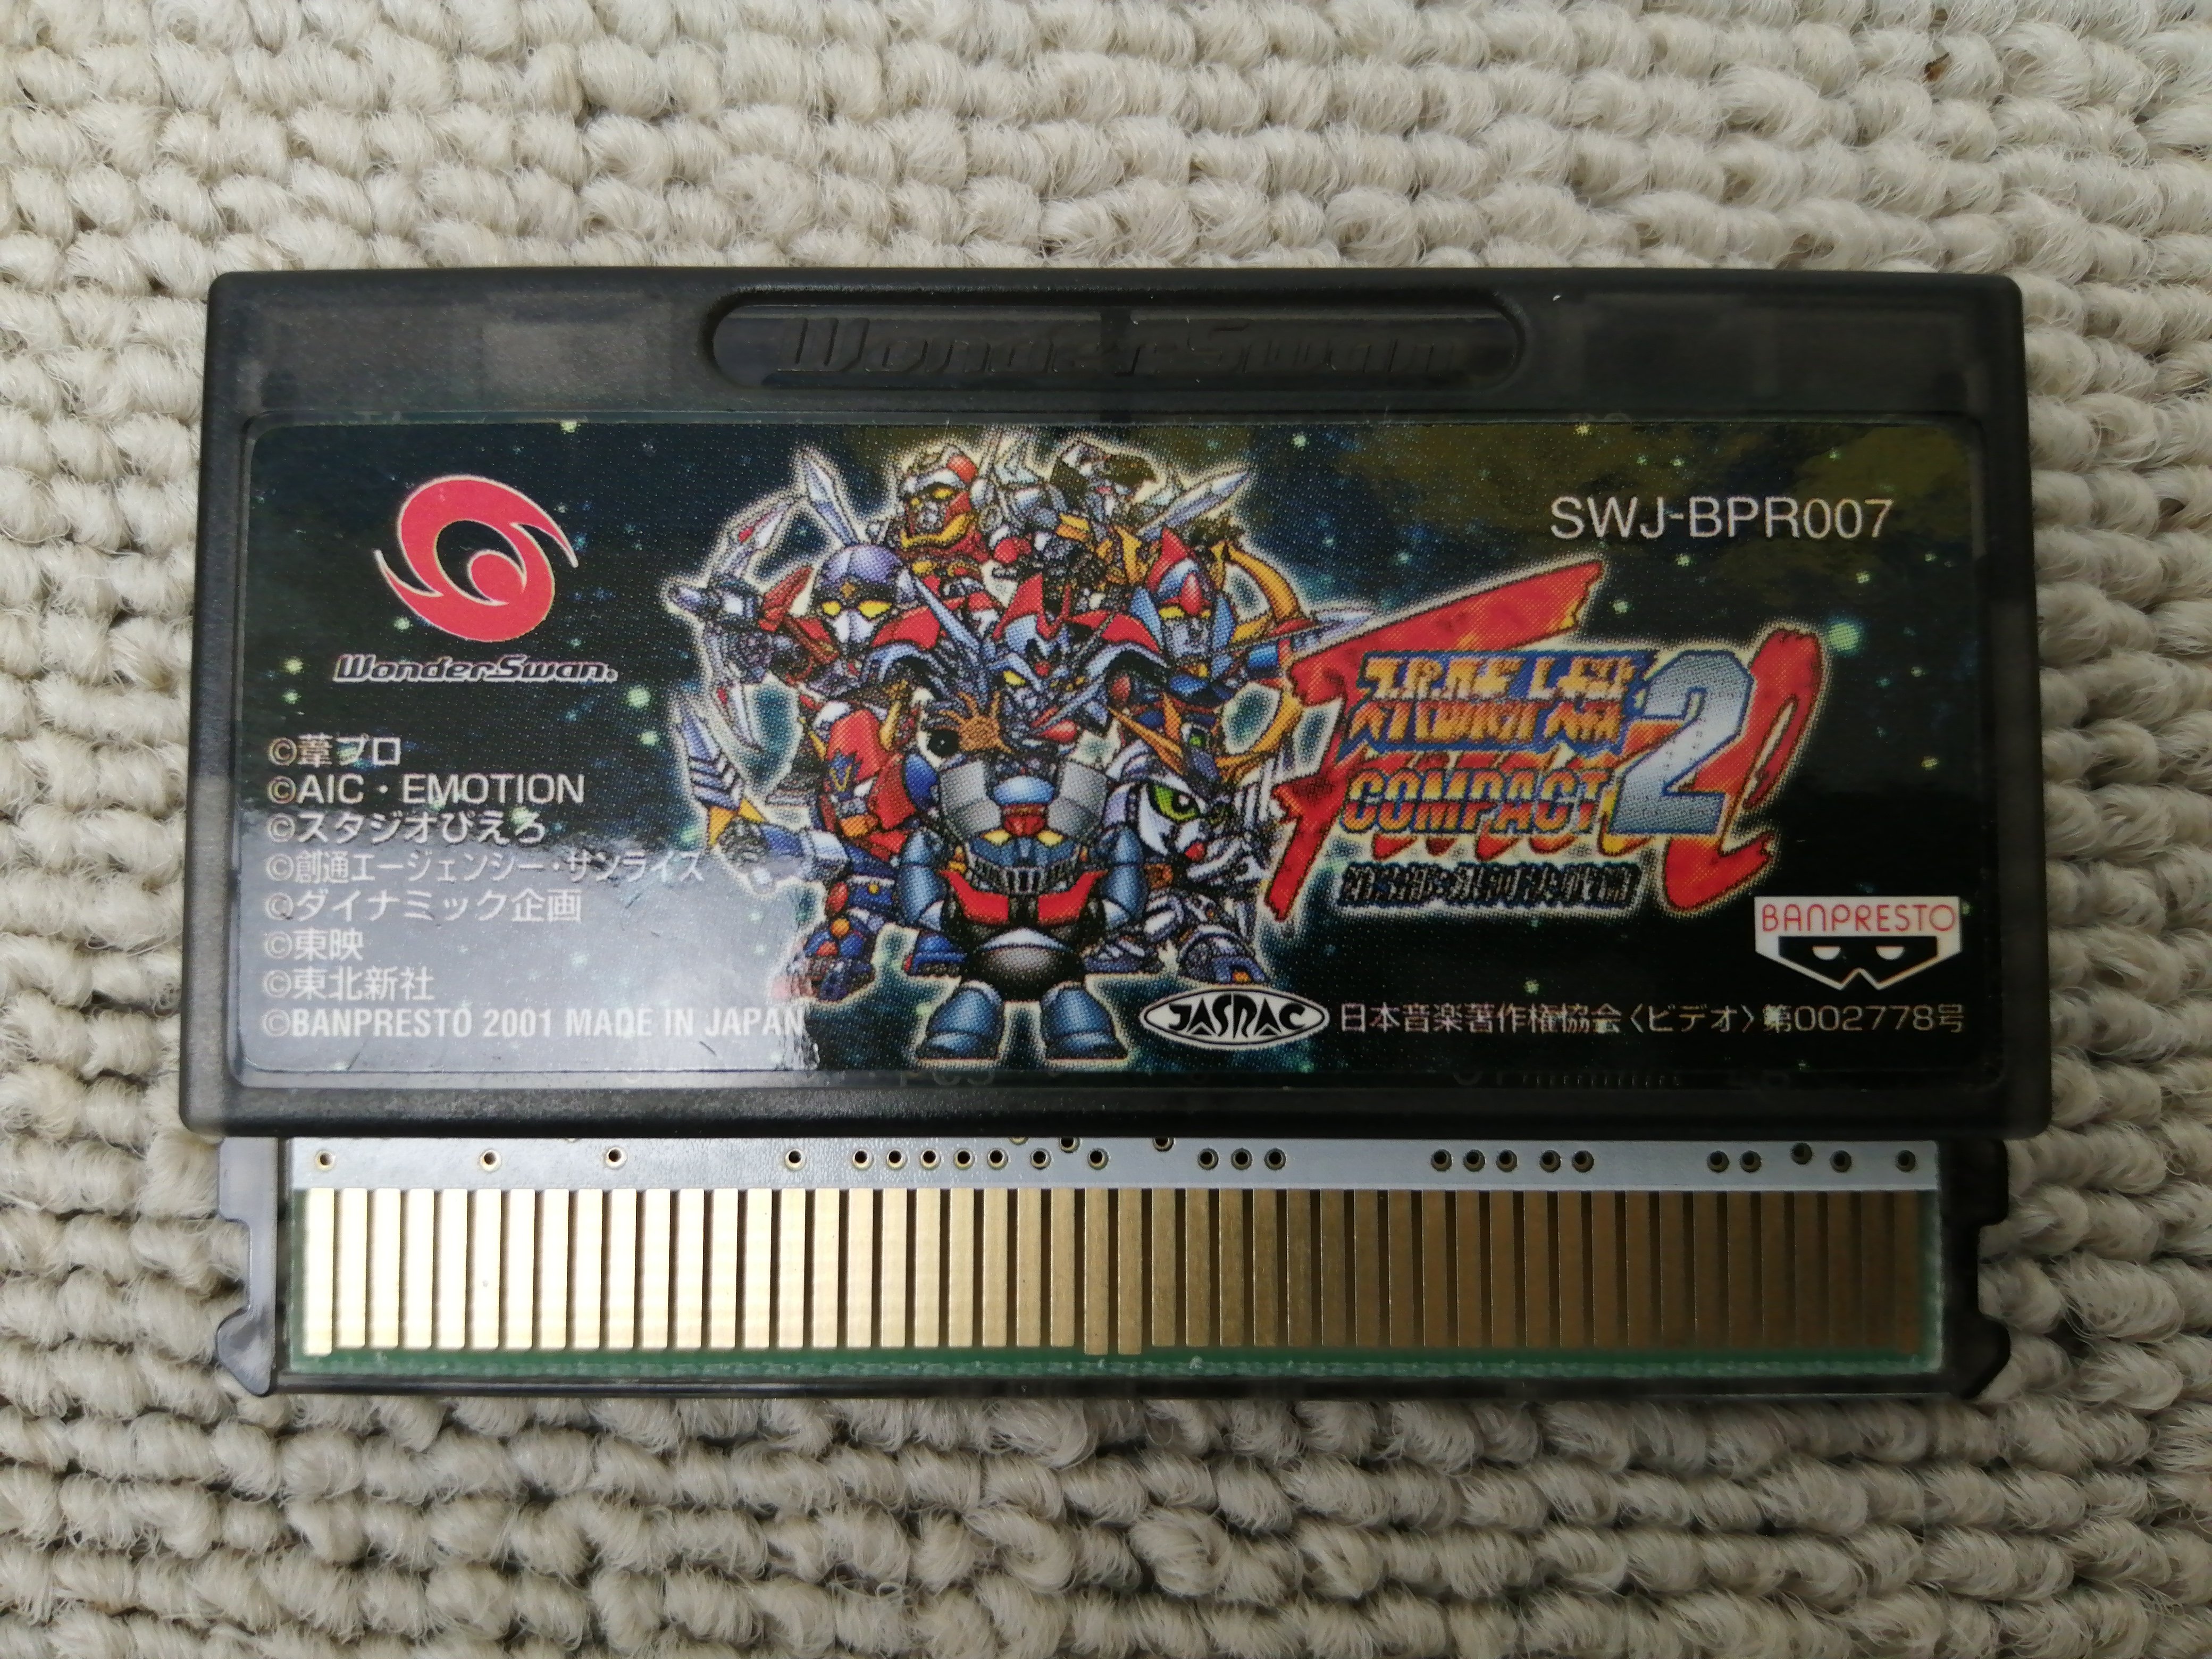 WonderSwan
SWJ-BPR007
WonderSwan.
COMPACT 2
©葦プロ
©AIC・EMOTION
©スタジオぴえろ
©創通エージェンシー・サンライズ
©ダイナミック企画
©東映
©東北新社
©BANPRESTO 2001 MADE IN JAPAN
BANPRESTO
JASRAC 日本音楽著作権協会〈ビデオ〉第002778号